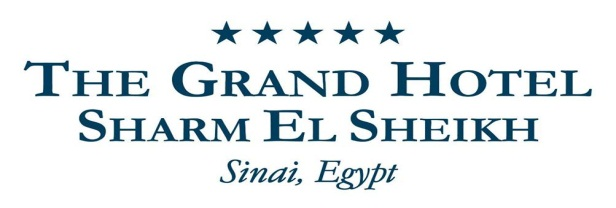 ★★★★★
THE GRAND HOTEL
SHARM EL SHEIKH
Sinai, Egypt